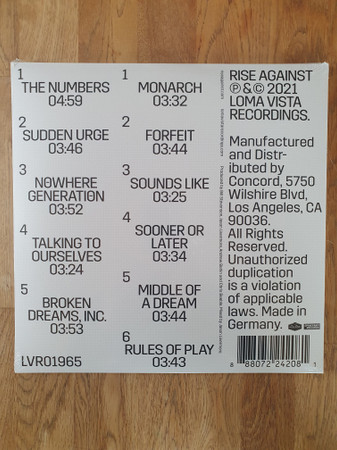 1
THE NUMBERS
04:59
2
SUDDEN URGE
03:46
3
NØWHERE
GENERATIØN
03:52
4
TALKING TO
OURSELVES
03:24
5
BROKEN
DREAMS, INC.
03:53
LVR01965
1
MONARCH
03:32
2
FORFEIT
03:44
3
SOUNDS LIKE
03:25
4
SOONER OR
LATER
03:34
5
MIDDLE OF
A DREAM
03:44
6
RULES OF PLAY
03:43
RISE AGAINST
℗ & © 2021
LOMA VISTA
RECORDINGS.
Manufactured
and Distr-
ibuted by
Concord, 5750
Wilshire Blvd,
Los Angeles, CA
90036.
All Rights
Reserved.
Unauthorized
duplication
is a violation
of applicable
laws. Made in
Germany.
8 88072 24208 1